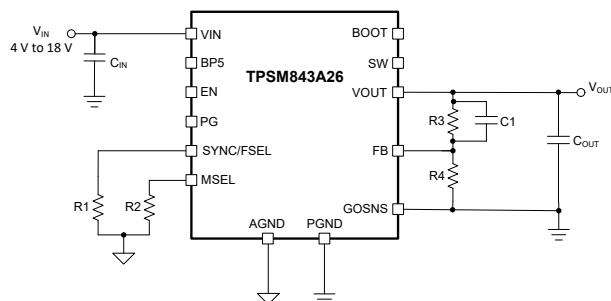 VIN
4 V to 18 V
CIN
VIN
BP5
EN
PG
SYNC/FSEL
MSEL
R1
R2
TPSM843A26
BOOT
SW
VOUT
FB
GOSNS
AGND
PGND
R3
C1
R4
VOUT
COUT